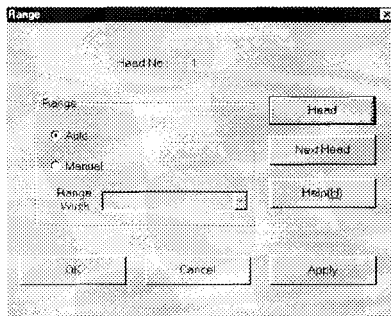 Range
Head No 1
Range
Head
Auto
Next Head
Manual
Range
Width
Help(H)
OK
Cancel
Apply